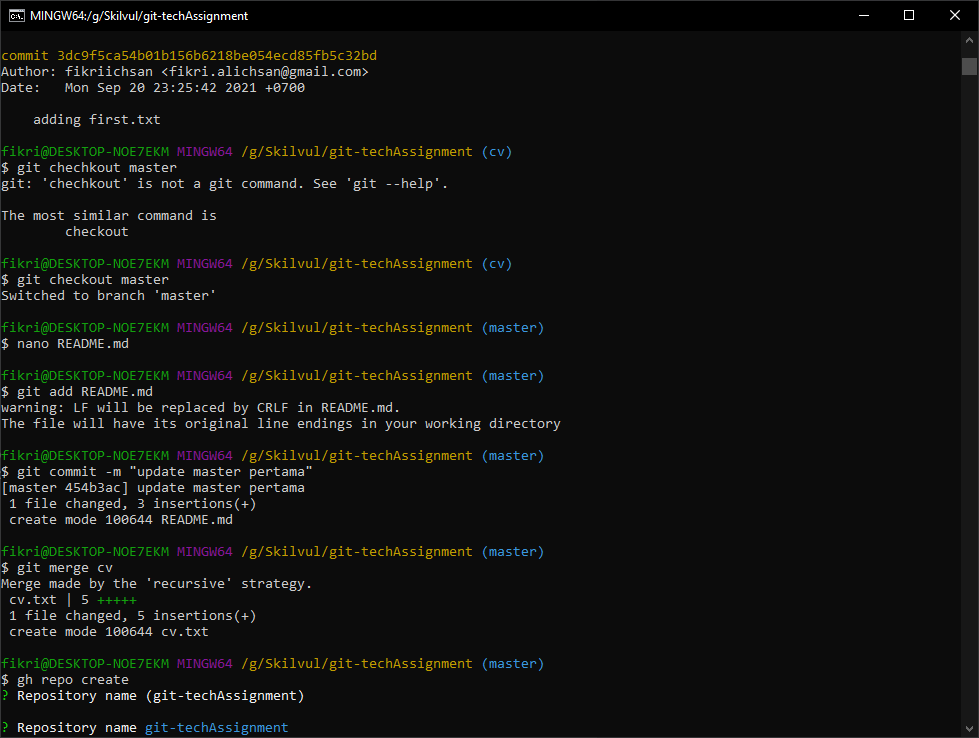 MINGW64:/g/Skilvul/git-techAssignment
commit 3dc9f5ca54b01b156b6218be054ecd85fb5c32bd
Author: fikriichsan <fikri.alichsan@gmail.com>
Date:   Mon Sep 20 23:25:42 2021 +0700
    adding first.txt
fikri@DESKTOP-NOE7EKM MINGW64 /g/Skilvul/git-techAssignment (cv)
$ git chechkout master
git: 'chechkout' is not a git command. See 'git --help'.
The most similar command is
        checkout
fikri@DESKTOP-NOE7EKM MINGW64 /g/Skilvul/git-techAssignment (cv)
$ git checkout master
Switched to branch 'master'
fikri@DESKTOP-NOE7EKM MINGW64 /g/Skilvul/git-techAssignment (master)
$ nano README.md
fikri@DESKTOP-NOE7EKM MINGW64 /g/Skilvul/git-techAssignment (master)
$ git add README.md
warning: LF will be replaced by CRLF in README.md.
The file will have its original line endings in your working directory
fikri@DESKTOP-NOE7EKM MINGW64 /g/Skilvul/git-techAssignment (master)
$ git commit -m "update master pertama"
[master 454b3ac] update master pertama
 1 file changed, 3 insertions(+)
 create mode 100644 README.md
fikri@DESKTOP-NOE7EKM MINGW64 /g/Skilvul/git-techAssignment (master)
$ git merge cv
Merge made by the 'recursive' strategy.
 cv.txt | 5 +++++
 1 file changed, 5 insertions(+)
 create mode 100644 cv.txt
fikri@DESKTOP-NOE7EKM MINGW64 /g/Skilvul/git-techAssignment (master)
$ gh repo create
? Repository name (git-techAssignment)
? Repository name git-techAssignment